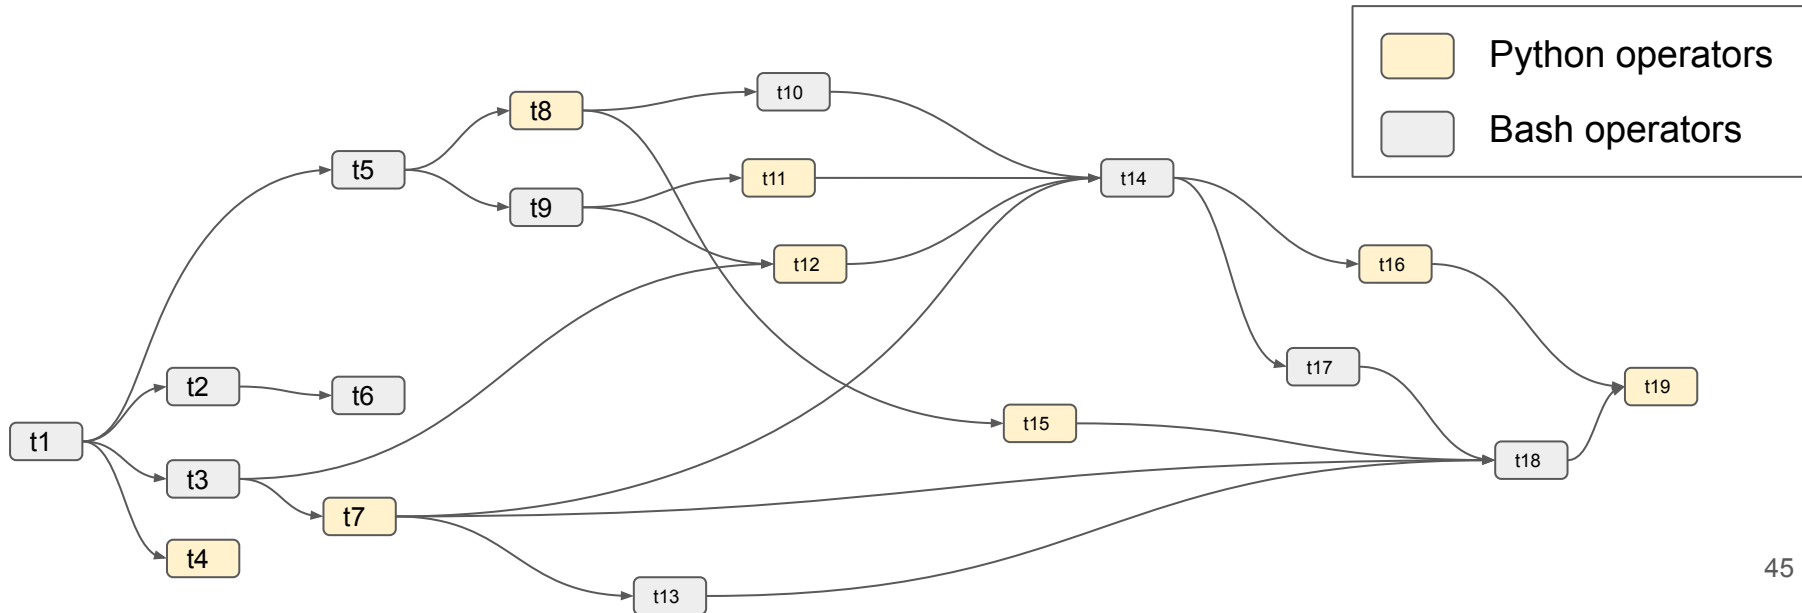 Python operators
Bash operators
t10
t8
t5
t11
t14
t9
t12
t16
t17
t2
t6
t19
t15
t1
t18
t3
t7
t4
45
t13